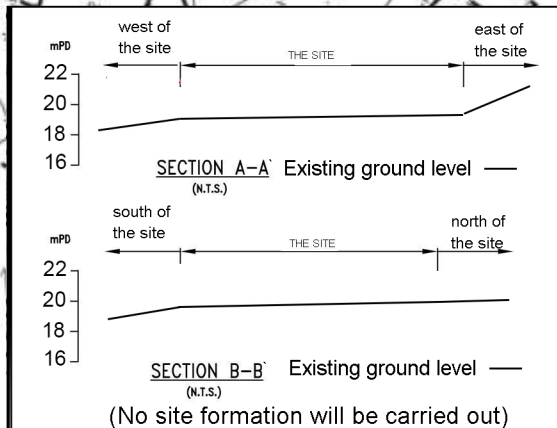 west of
the site
east of
the site
mPD
THE SITE
22
20
18
16
SECTION A-A` Existing ground level
(N.T.S.)
south of
the site
north of
the site
mPD
THE SITE
22
20
18
16
SECTION B-B` Existing ground level
(N.T.S.)
(No site formation will be carried out)